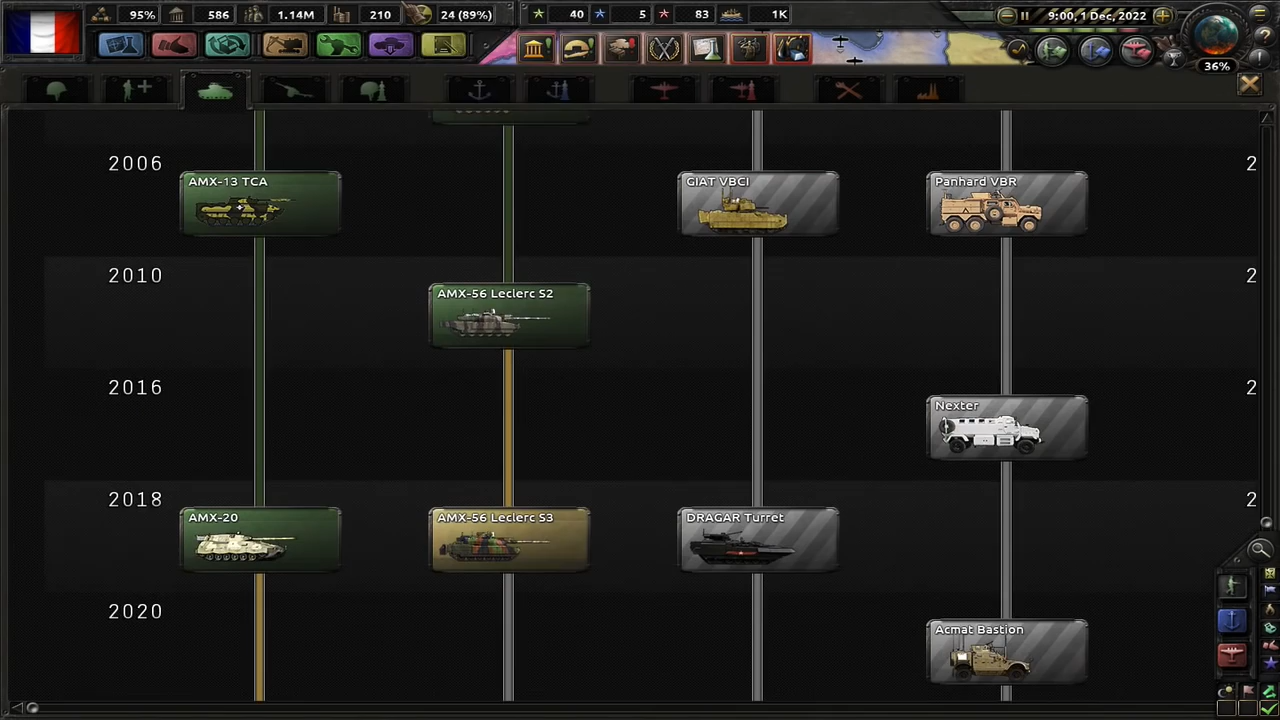 95% 586 1.14M 210 24 (89%) 40 5 83 1K 9:00, 1 Dec, 2022
36%
2006 2
AMX-13 TCA GIAT VBCI Panhard VBR
2010 2
AMX-56 Leclerc S2
2016 2
Nexter
2018 2
AMX-20 AMX-56 Leclerc S3 DRAGAR Turret
2020
Acmat Bastion